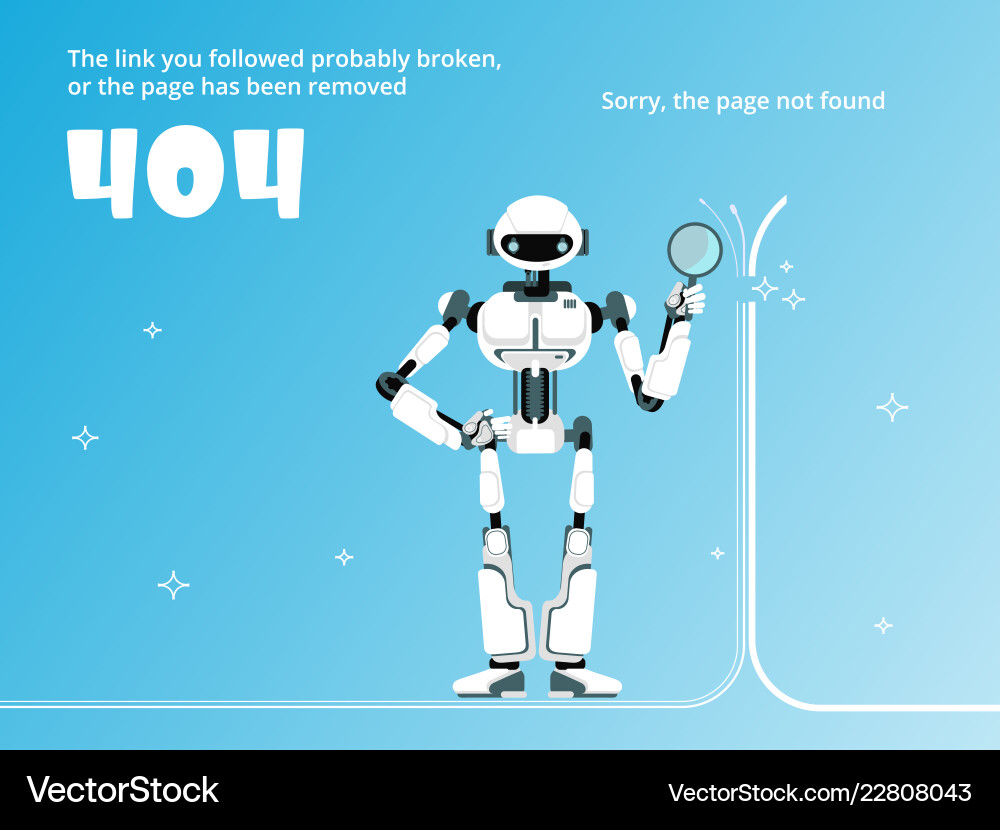 The link you followed probably broken,
or the page has been removed
Sorry, the page not found
404
VectorStock
VectorStock.com/22808043